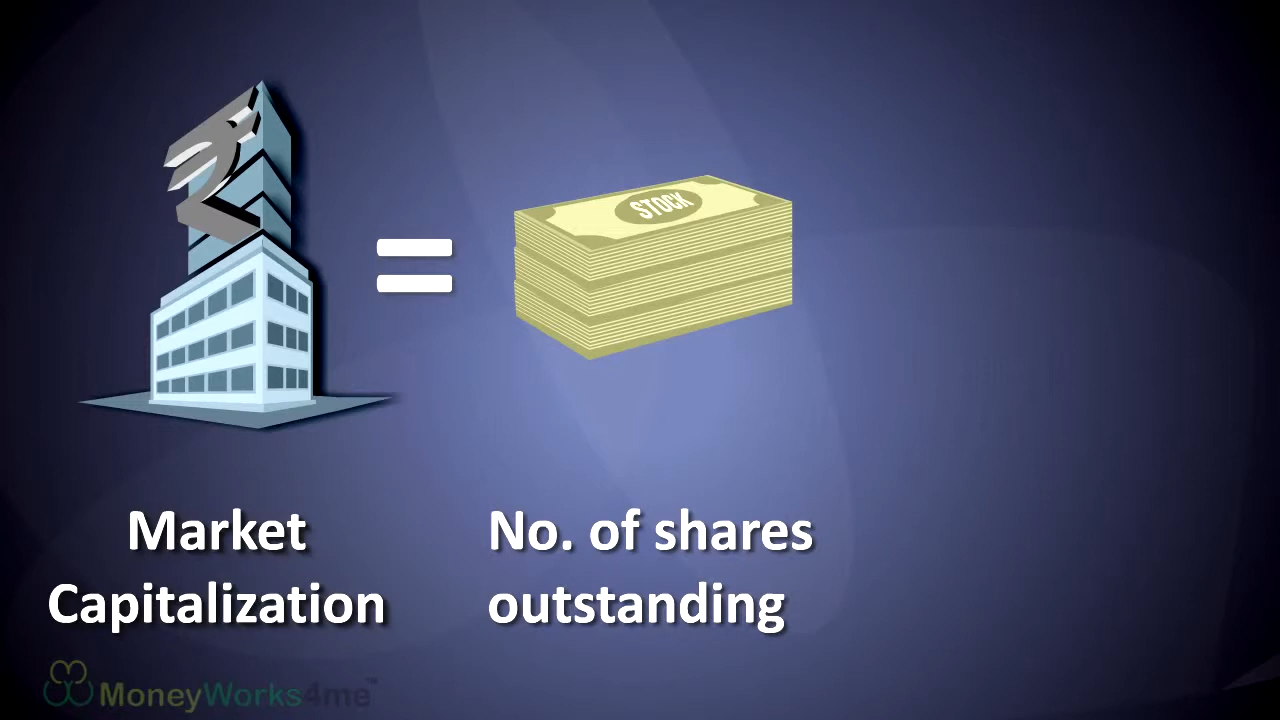 STOCK
=
Market
Capitalization
No. of shares
outstanding
MoneyWorks4me™